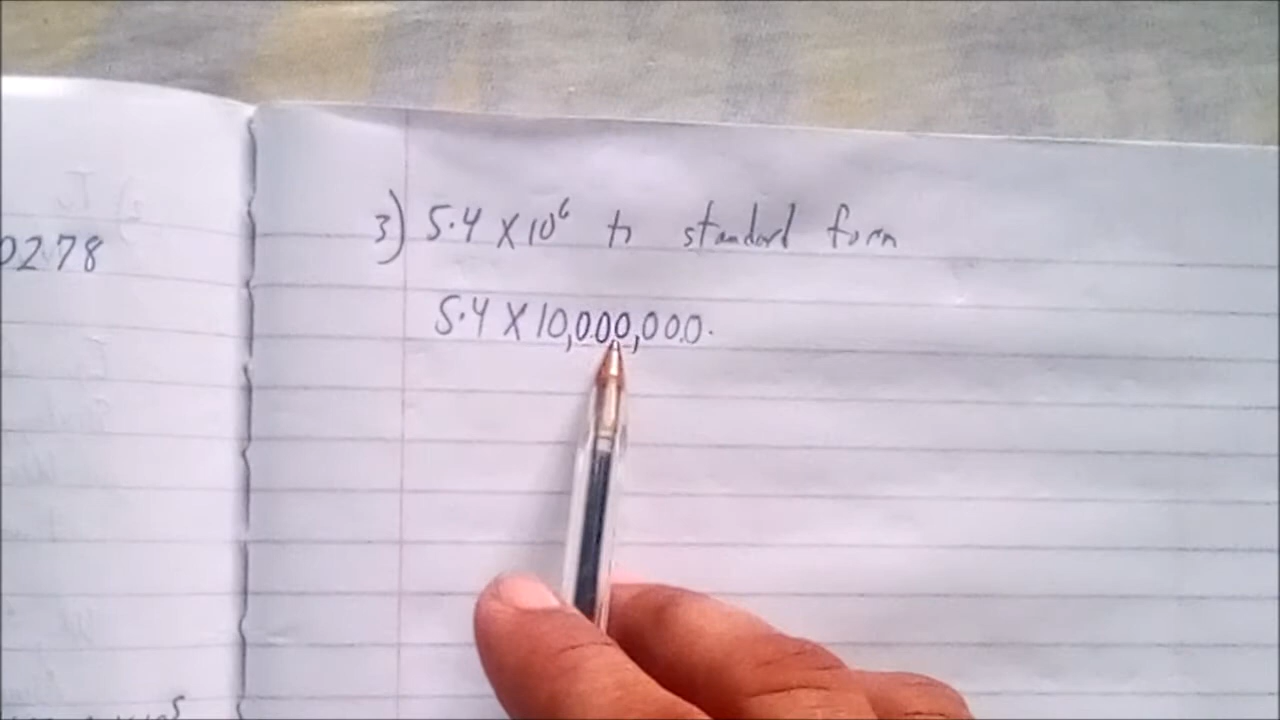 0278
3) 5.4 X 10⁶ to standard form
5.4 X 10,000,000.